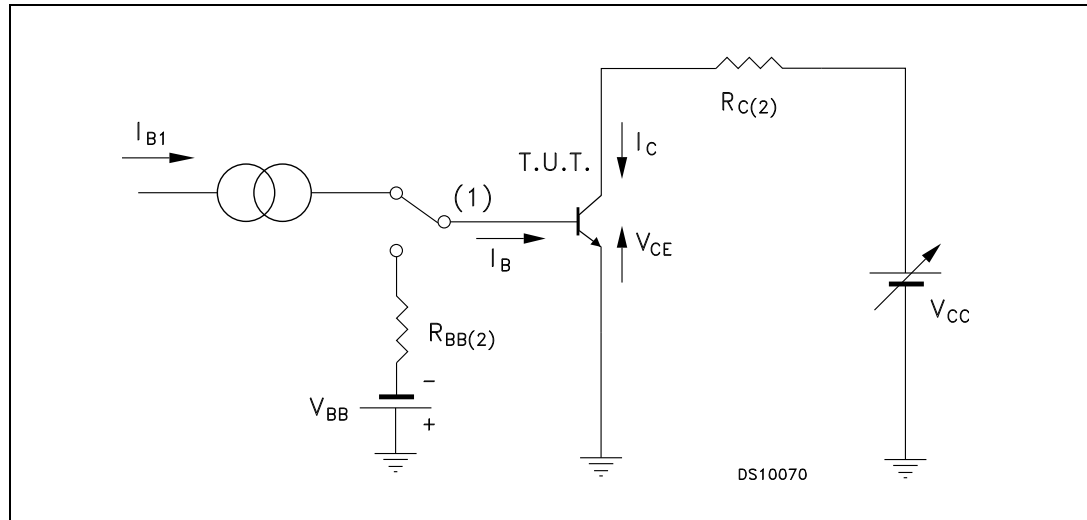 I_B1
R_C(2)
I_C
T.U.T.
(1)
I_B
V_CE
V_CC
R_BB(2)
−
V_BB
+
DS10070